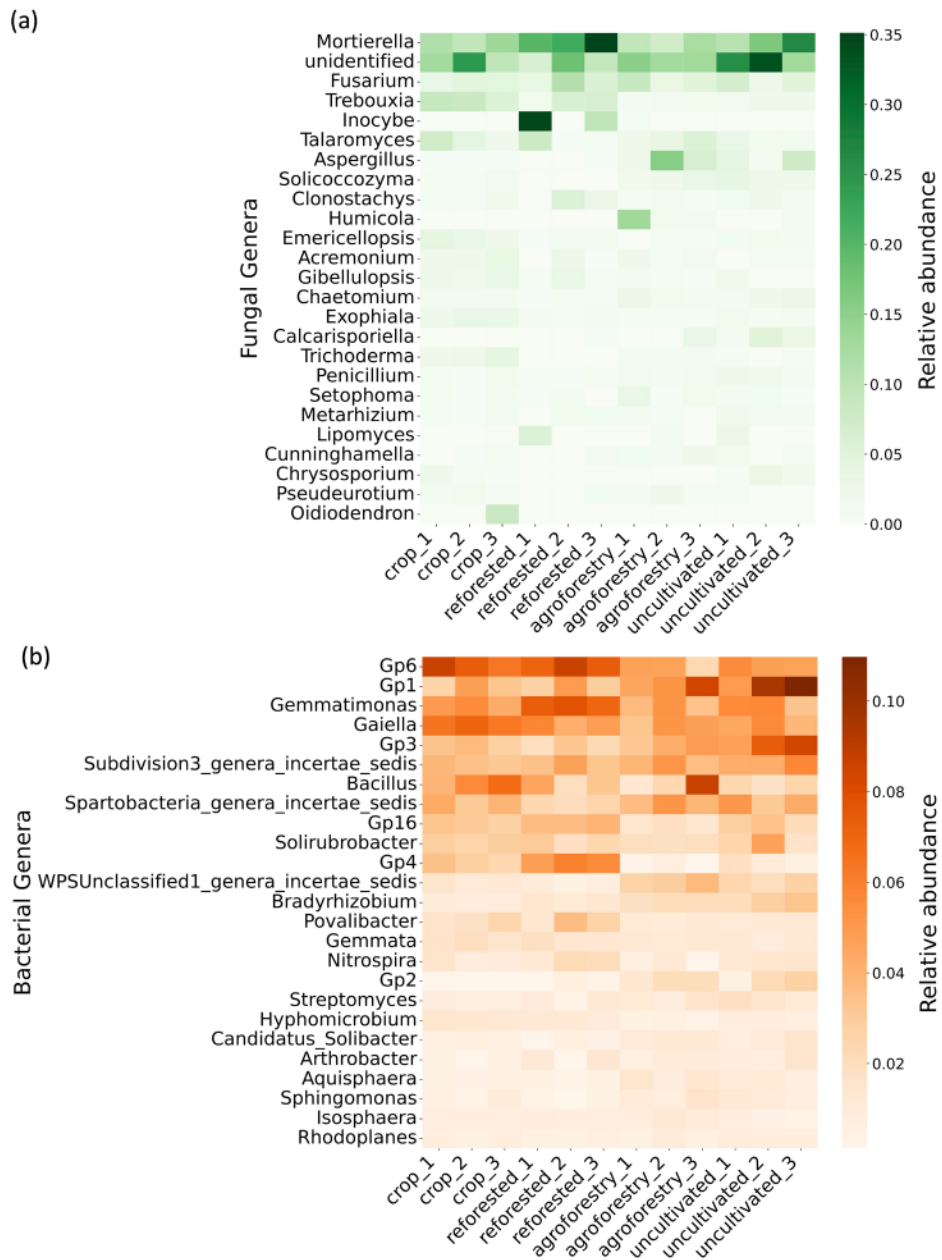 (a)
Mortierella
unidentified
Fusarium
Trebouxia
Inocybe
Talaromyces
Aspergillus
Solicoccozyma
Clonostachys
Humicola
Emericellopsis
Acremonium
Gibellulopsis
Chaetomium
Exophiala
Calcarisporiella
Trichoderma
Penicillium
Setophoma
Metarhizium
Lipomyces
Cunninghamella
Chrysosporium
Pseudeurotium
Oidiodendron
Fungal Genera
crop_1
crop_2
crop_3
reforested_1
reforested_2
reforested_3
agroforestry_1
agroforestry_2
agroforestry_3
uncultivated_1
uncultivated_2
uncultivated_3
0.35
0.30
0.25
0.20
0.15
0.10
0.05
0.00
Relative abundance
(b)
Gp6
Gp1
Gemmatimonas
Gaiella
Gp3
Subdivision3_genera_incertae_sedis
Bacillus
Spartobacteria_genera_incertae_sedis
Gp16
Solirubrobacter
Gp4
WPSUnclassified1_genera_incertae_sedis
Bradyrhizobium
Povalibacter
Gemmata
Nitrospira
Gp2
Streptomyces
Hyphomicrobium
Candidatus_Solibacter
Arthrobacter
Aquisphaera
Sphingomonas
Isosphaera
Rhodoplanes
Bacterial Genera
crop_1
crop_2
crop_3
reforested_1
reforested_2
reforested_3
agroforestry_1
agroforestry_2
agroforestry_3
uncultivated_1
uncultivated_2
uncultivated_3
0.10
0.08
0.06
0.04
0.02
Relative abundance